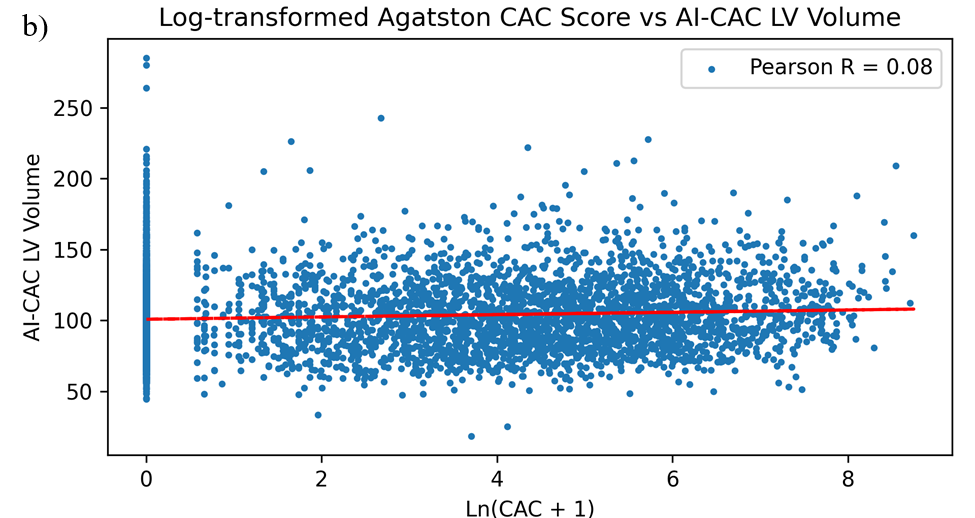 b)
Log-transformed Agatston CAC Score vs AI-CAC LV Volume
Pearson R = 0.08
AI-CAC LV Volume
250
200
150
100
50
0 2 4 6 8
Ln(CAC + 1)